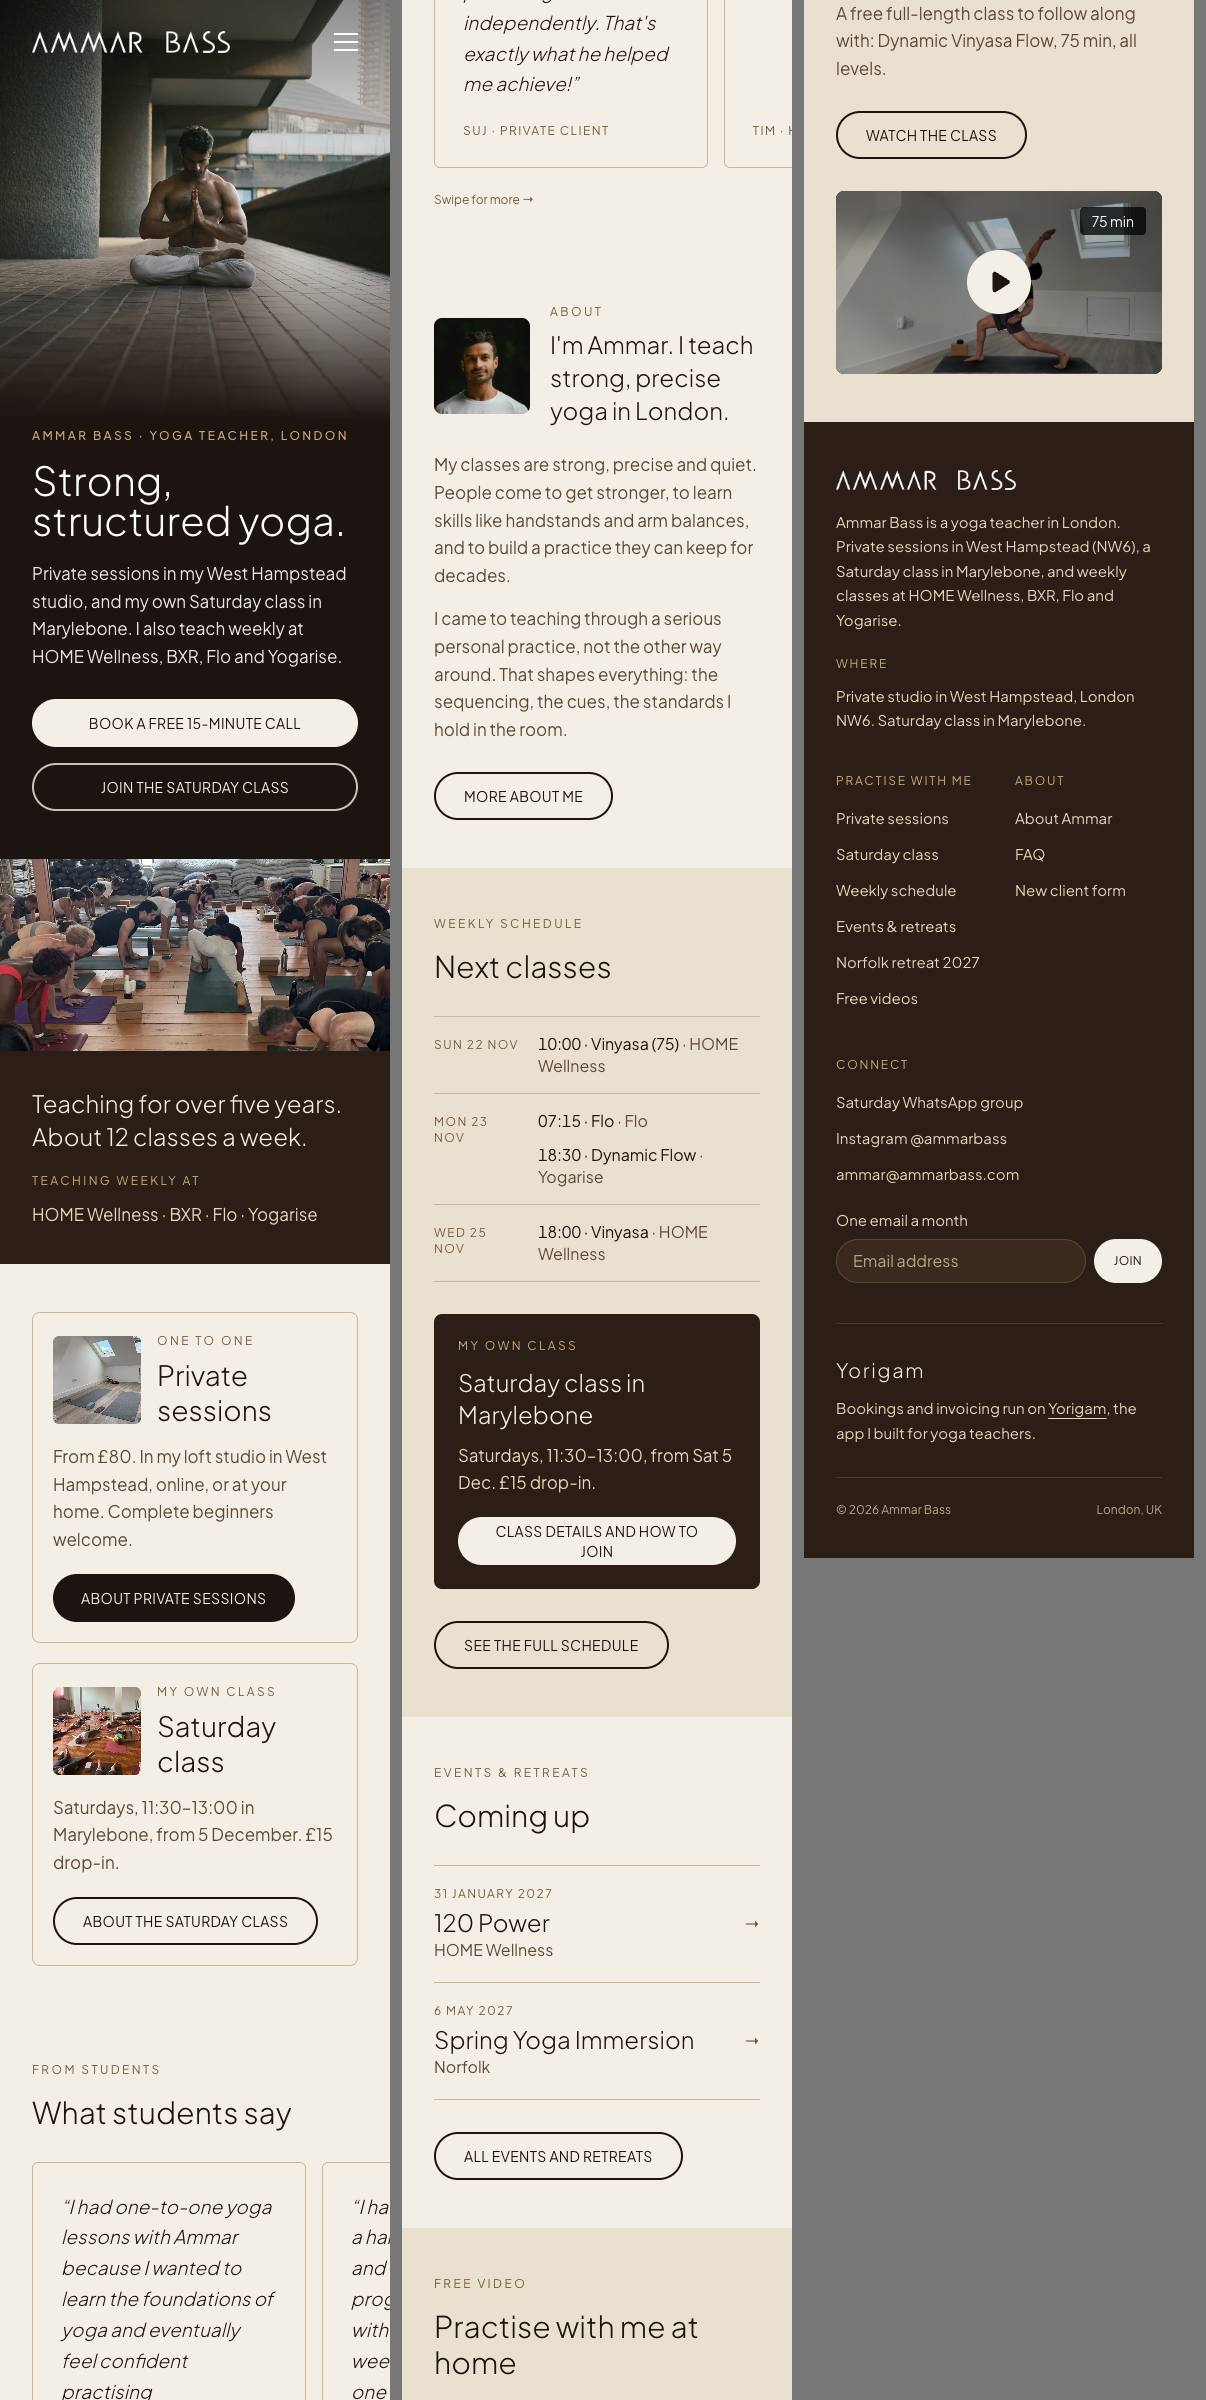 AMMAR BASS
AMMAR BASS · YOGA TEACHER, LONDON
Strong,
structured yoga.
Private sessions in my West Hampstead
studio, and my own Saturday class in
Marylebone. I also teach weekly at
HOME Wellness, BXR, Flo and Yogarise.
BOOK A FREE 15-MINUTE CALL
JOIN THE SATURDAY CLASS
Teaching for over five years.
About 12 classes a week.
TEACHING WEEKLY AT
HOME Wellness · BXR · Flo · Yogarise
ONE TO ONE
Private
sessions
From £80. In my loft studio in West
Hampstead, online, or at your
home. Complete beginners
welcome.
ABOUT PRIVATE SESSIONS
MY OWN CLASS
Saturday
class
Saturdays, 11:30–13:00 in
Marylebone, from 5 December. £15
drop-in.
ABOUT THE SATURDAY CLASS
FROM STUDENTS
What students say
“I had one-to-one yoga
lessons with Ammar
because I wanted to
learn the foundations of
yoga and eventually
feel confident
practising
“I ha
a ha
and
prog
with
wee
one
independently. That's
exactly what he helped
me achieve!”
SUJ · PRIVATE CLIENT
TIM · H
Swipe for more →
ABOUT
I'm Ammar. I teach
strong, precise
yoga in London.
My classes are strong, precise and quiet.
People come to get stronger, to learn
skills like handstands and arm balances,
and to build a practice they can keep for
decades.
I came to teaching through a serious
personal practice, not the other way
around. That shapes everything: the
sequencing, the cues, the standards I
hold in the room.
MORE ABOUT ME
WEEKLY SCHEDULE
Next classes
SUN 22 NOV
10:00 · Vinyasa (75) · HOME
Wellness
MON 23
NOV
07:15 · Flo · Flo
18:30 · Dynamic Flow ·
Yogarise
WED 25
NOV
18:00 · Vinyasa · HOME
Wellness
MY OWN CLASS
Saturday class in
Marylebone
Saturdays, 11:30–13:00, from Sat 5
Dec. £15 drop-in.
CLASS DETAILS AND HOW TO
JOIN
SEE THE FULL SCHEDULE
EVENTS & RETREATS
Coming up
31 JANUARY 2027
120 Power →
HOME Wellness
6 MAY 2027
Spring Yoga Immersion →
Norfolk
ALL EVENTS AND RETREATS
FREE VIDEO
Practise with me at
home
A free full-length class to follow along
with: Dynamic Vinyasa Flow, 75 min, all
levels.
WATCH THE CLASS
75 min
AMMAR BASS
Ammar Bass is a yoga teacher in London.
Private sessions in West Hampstead (NW6), a
Saturday class in Marylebone, and weekly
classes at HOME Wellness, BXR, Flo and
Yogarise.
WHERE
Private studio in West Hampstead, London
NW6. Saturday class in Marylebone.
PRACTISE WITH ME
Private sessions
Saturday class
Weekly schedule
Events & retreats
Norfolk retreat 2027
Free videos
ABOUT
About Ammar
FAQ
New client form
CONNECT
Saturday WhatsApp group
Instagram @ammarbass
ammar@ammarbass.com
One email a month
Email address
JOIN
Yorigam
Bookings and invoicing run on Yorigam, the
app I built for yoga teachers.
© 2026 Ammar Bass
London, UK